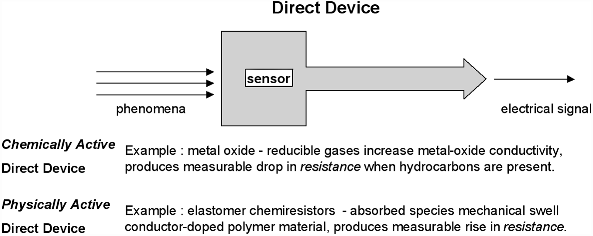 Direct Device
sensor
phenomena
electrical signal
Chemically Active
Direct Device
Example : metal oxide - reducible gases increase metal-oxide conductivity,
produces measurable drop in resistance when hydrocarbons are present.
Physically Active
Direct Device
Example : elastomer chemiresistors - absorbed species mechanical swell
conductor-doped polymer material, produces measurable rise in resistance.